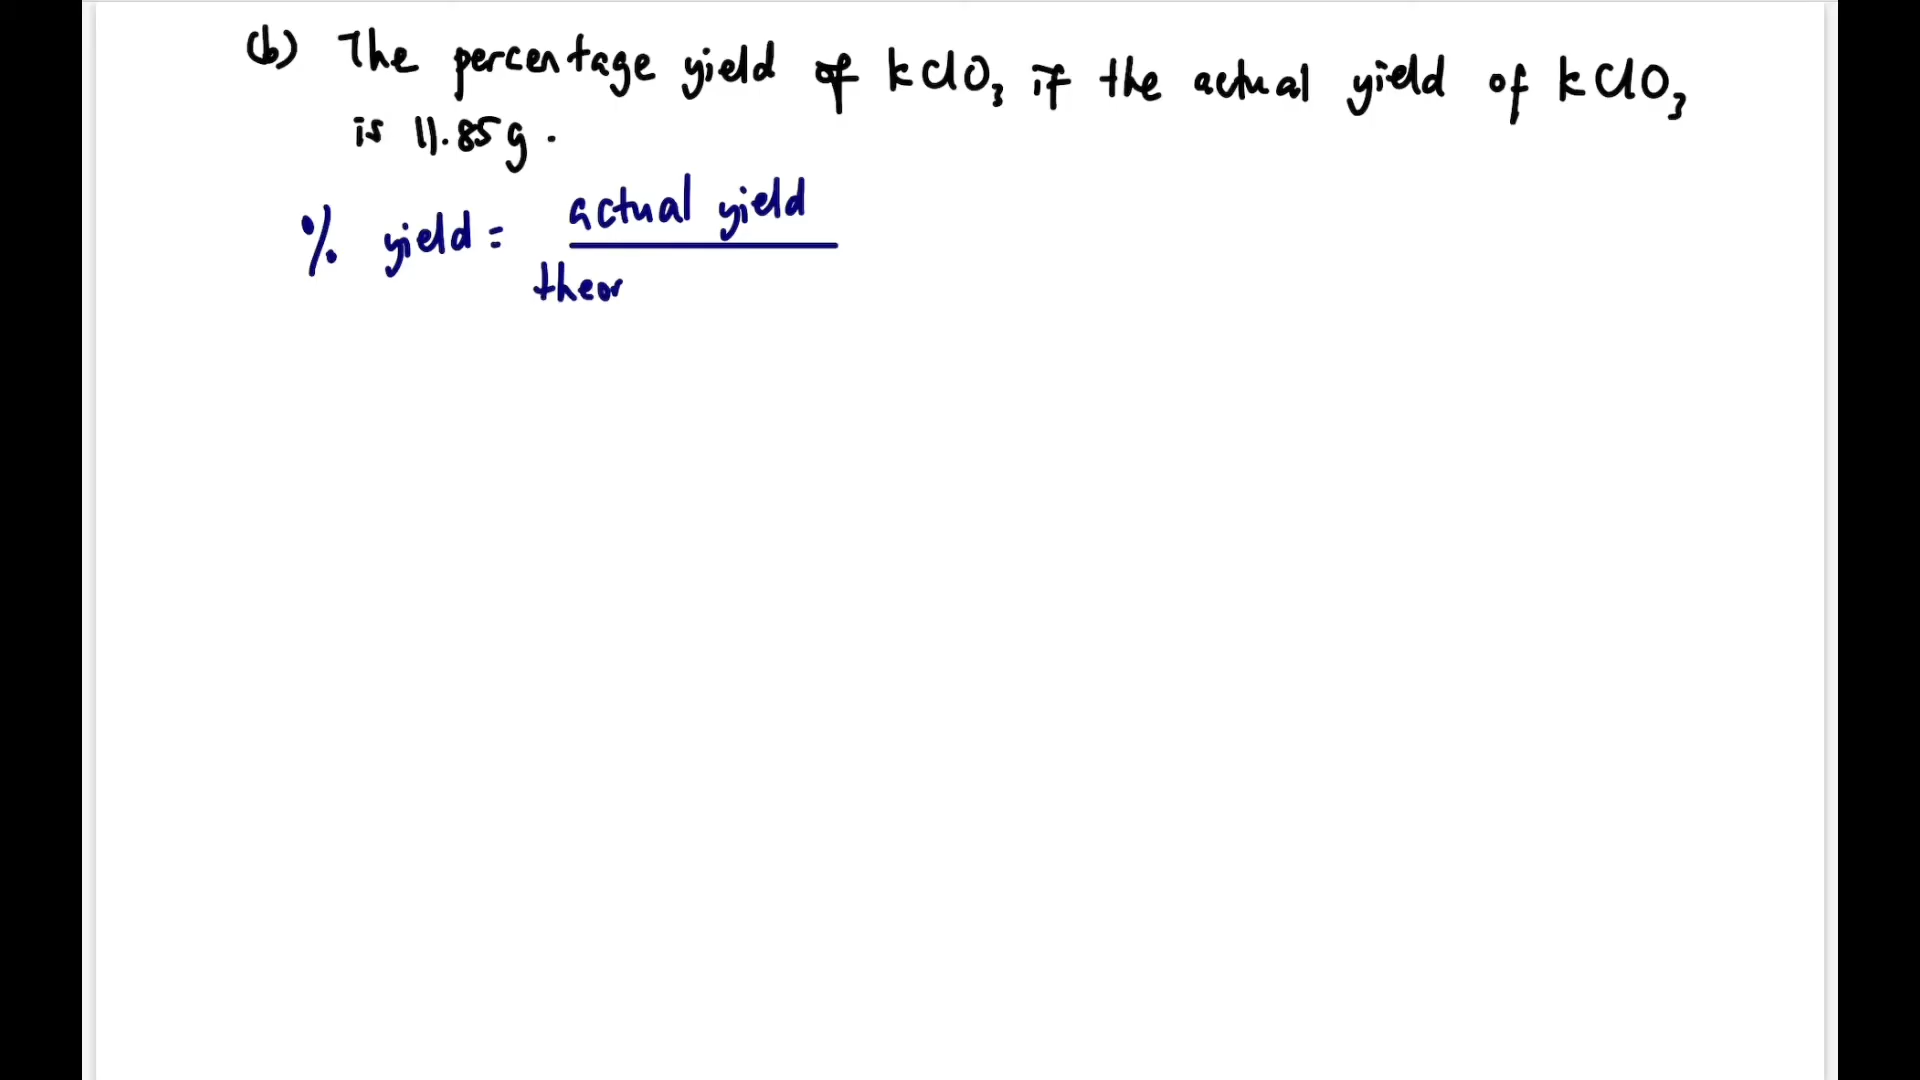 (b) The percentage yield of KClO₃ if the actual yield of KClO₃
is 11.85g.
% yield = actual yield
theor